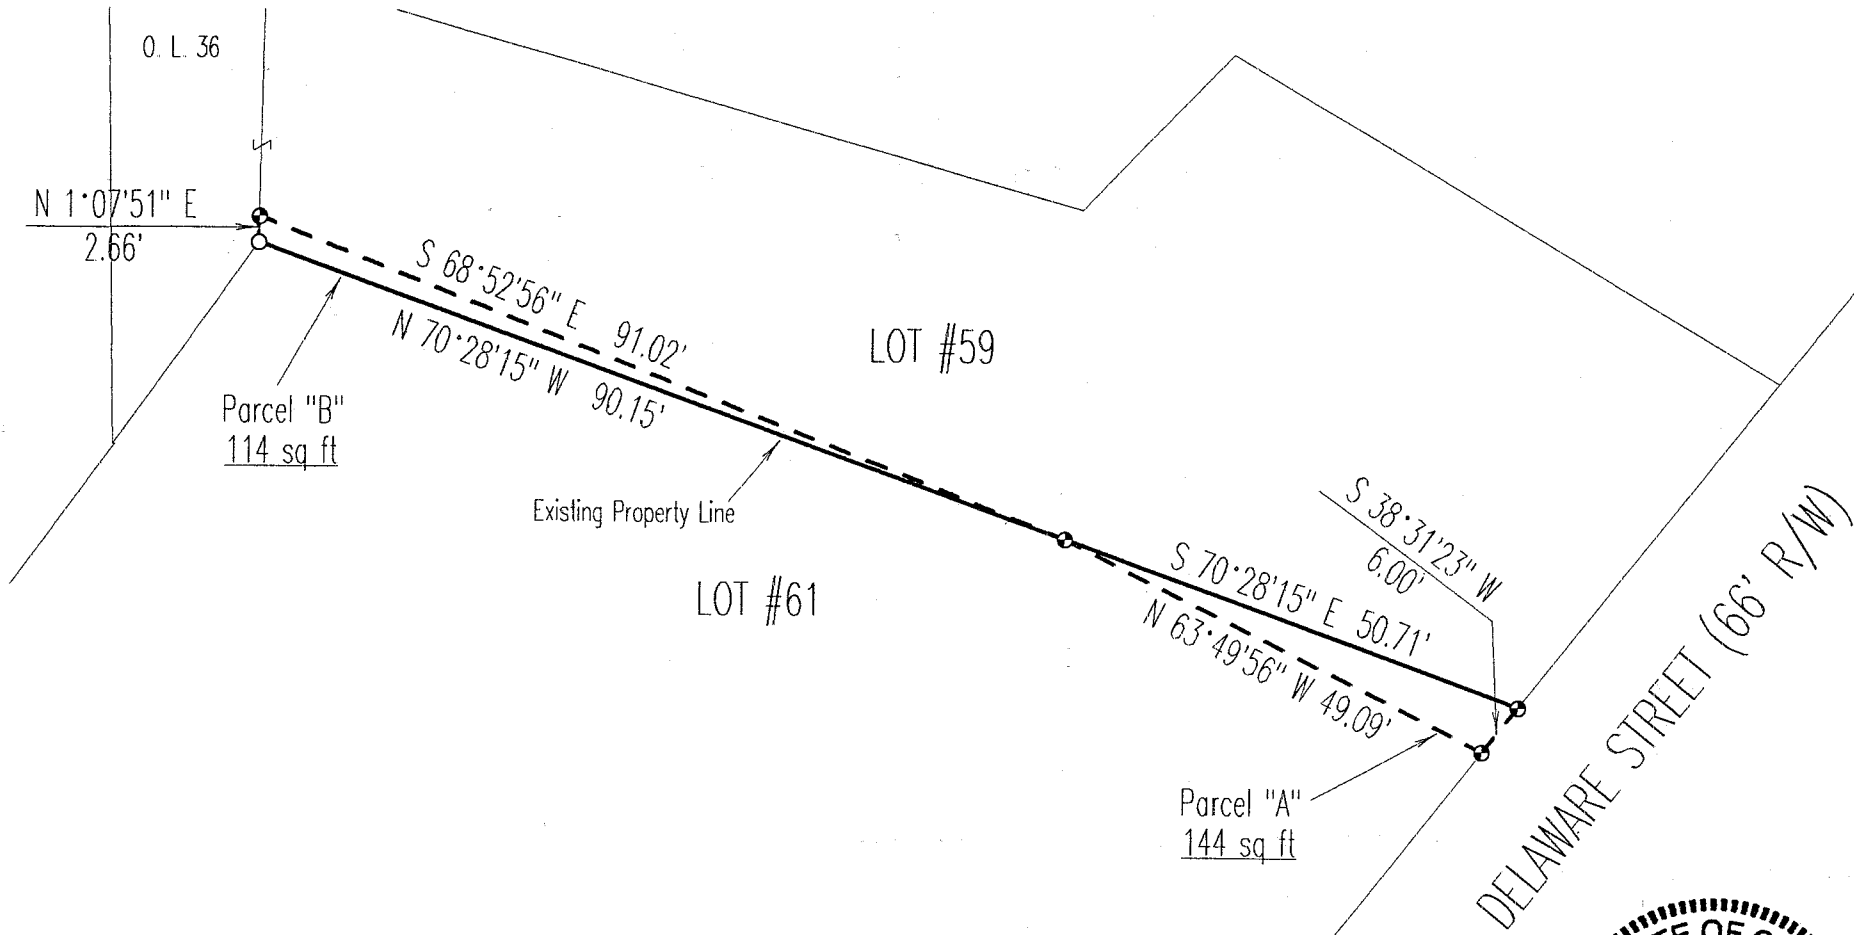 O. L. 36
N 1°07'51" E
2.66'
S 68°52'56" E 91.02'
N 70°28'15" W 90.15'
LOT #59
Parcel "B"
114 sq ft
Existing Property Line
LOT #61
S 38°31'23" W
6.00'
S 70°28'15" E 50.71'
N 63°49'56" W 49.09'
Parcel "A"
144 sq ft
DELAWARE STREET (66' R/W)